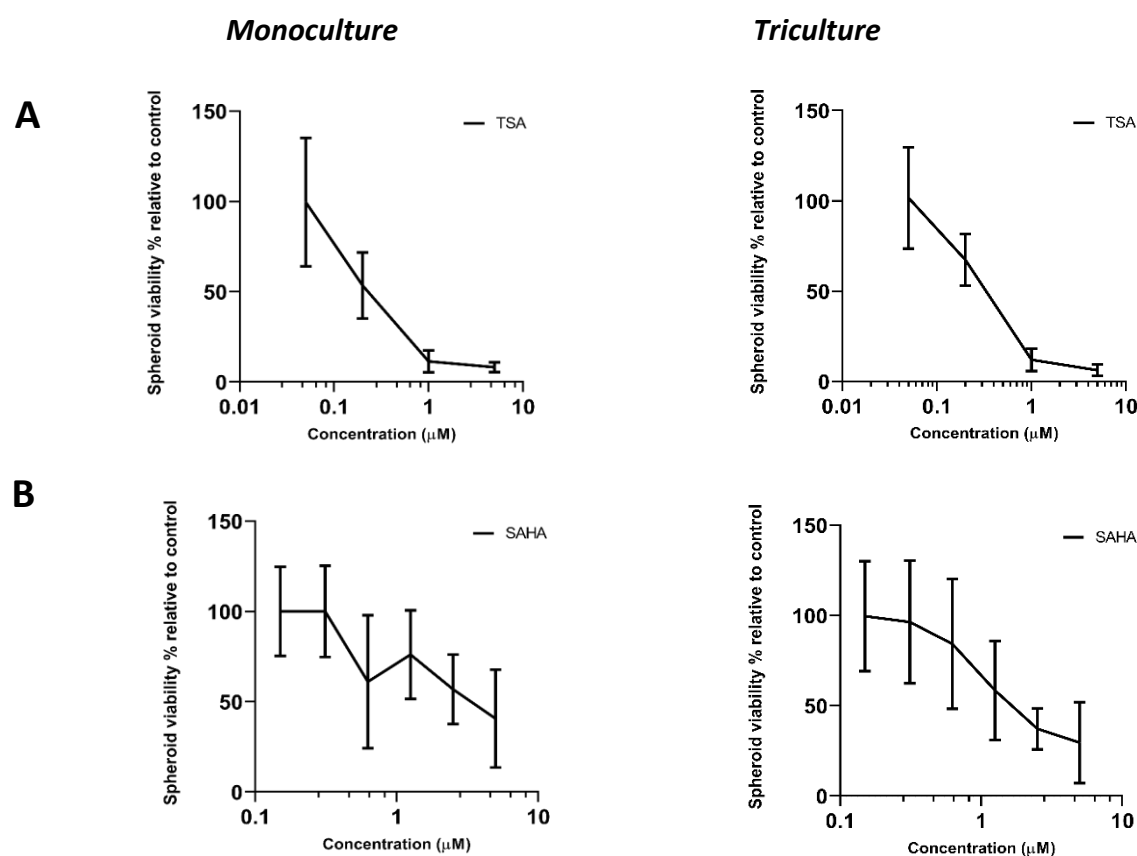 Monoculture
Triculture
A
Spheroid viability % relative to control
150
100
50
0
TSA
0.01
0.1
1
10
Concentration (μM)
Spheroid viability % relative to control
150
100
50
0
TSA
0.01
0.1
1
10
Concentration (μM)
B
Spheroid viability % relative to control
150
100
50
0
SAHA
0.1
1
10
Concentration (μM)
Spheroid viability % relative to control
150
100
50
0
SAHA
0.1
1
10
Concentration (μM)